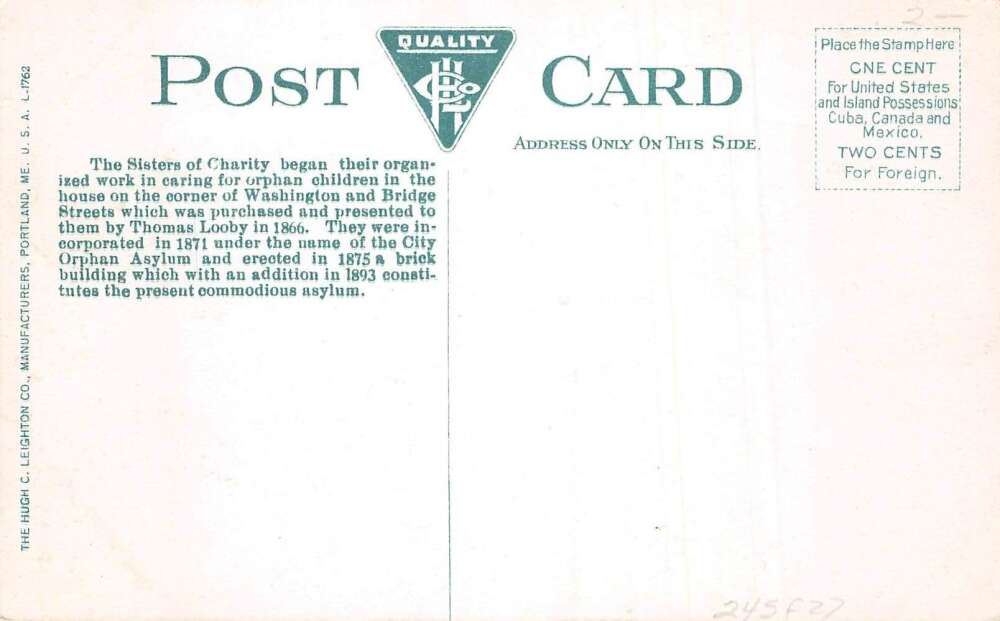 2-
POST CARD
QUALITY
HCL Co
ADDRESS ONLY ON THIS SIDE.
Place the Stamp Here
ONE CENT
For United States
and Island Possessions
Cuba, Canada and
Mexico.
TWO CENTS
For Foreign.
The Sisters of Charity began their organ-
ized work in caring for orphan children in the
house on the corner of Washington and Bridge
Streets which was purchased and presented to
them by Thomas Looby in 1866. They were in-
corporated in 1871 under the name of the City
Orphan Asylum and erected in 1875 a brick
building which with an addition in 1893 consti-
tutes the present commodious asylum.
THE HUGH C. LEIGHTON CO., MANUFACTURERS, PORTLAND, ME. U. S. A. L-1762
245f27